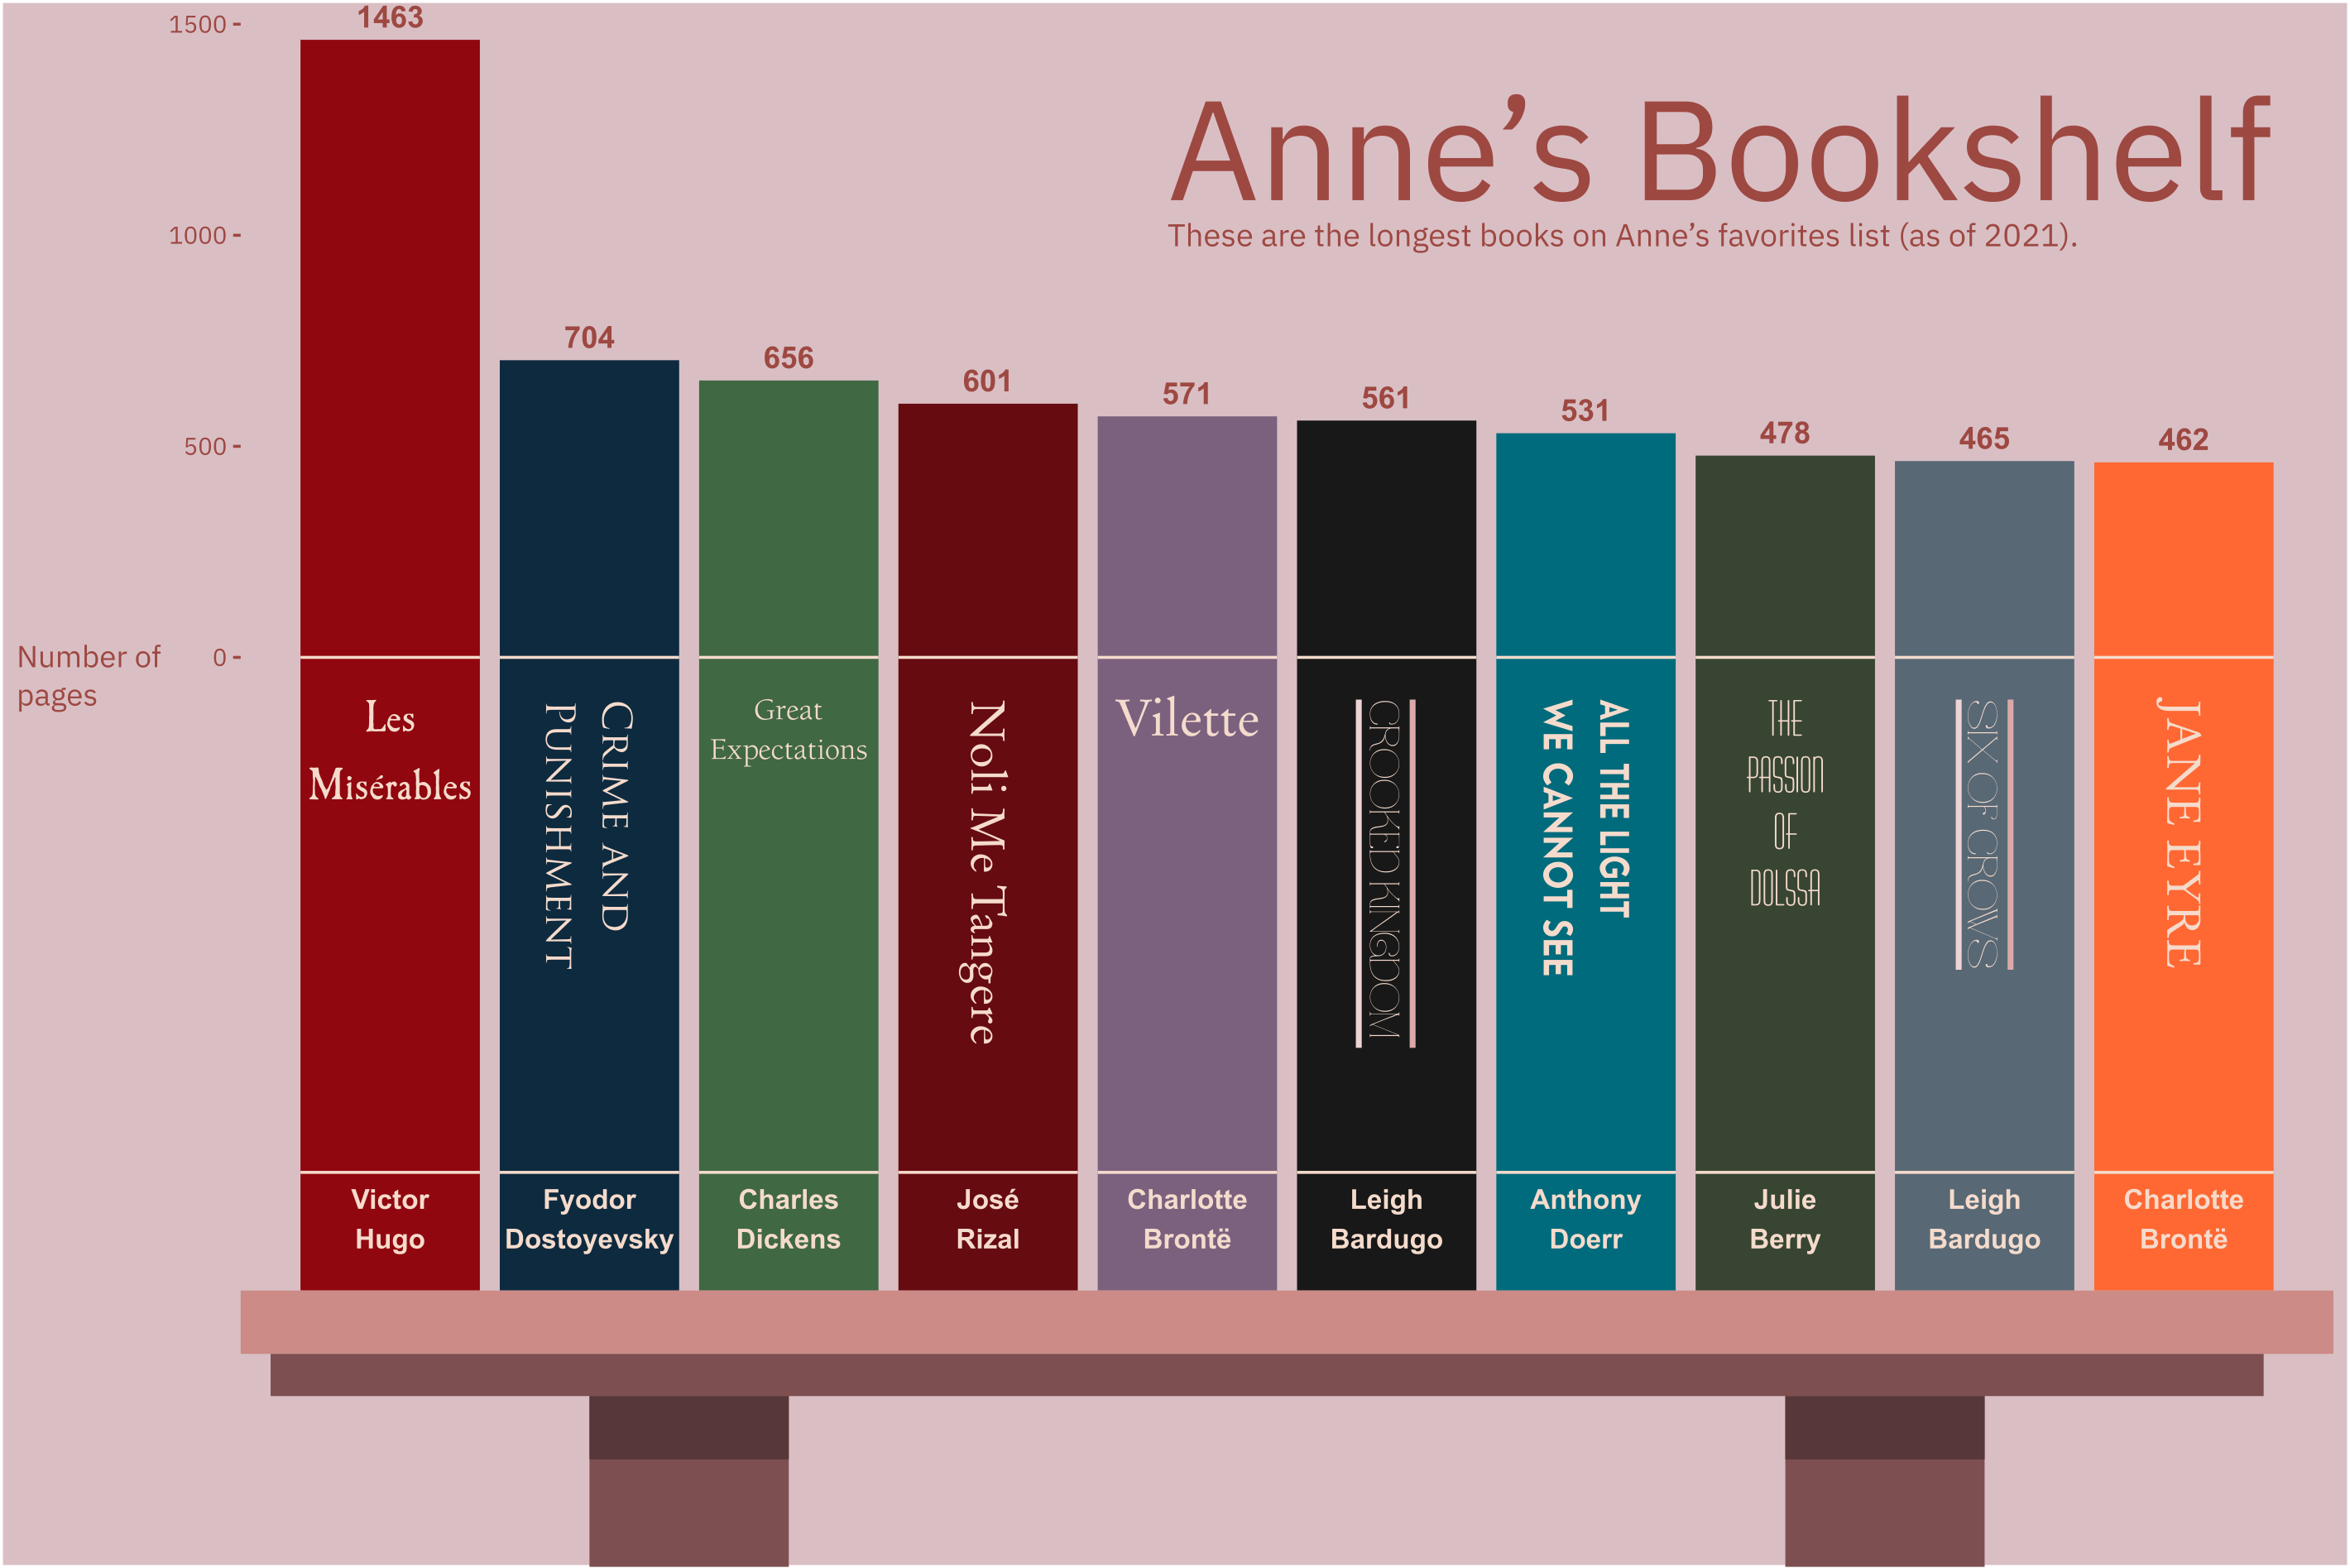 Anne’s Bookshelf
These are the longest books on Anne’s favorites list (as of 2021).
1500
1000
500
0
Number of
pages
1463
704
656
601
571
561
531
478
465
462
Les
Misérables
CRIME AND
PUNISHMENT
Great
Expectations
Noli Me Tangere
Vilette
CROOKED KINGDOM
ALL THE LIGHT
WE CANNOT SEE
THE
PASSION
OF
DOLSSA
SIX OF CROWS
JANE EYRE
Victor
Hugo
Fyodor
Dostoyevsky
Charles
Dickens
José
Rizal
Charlotte
Brontë
Leigh
Bardugo
Anthony
Doerr
Julie
Berry
Leigh
Bardugo
Charlotte
Brontë